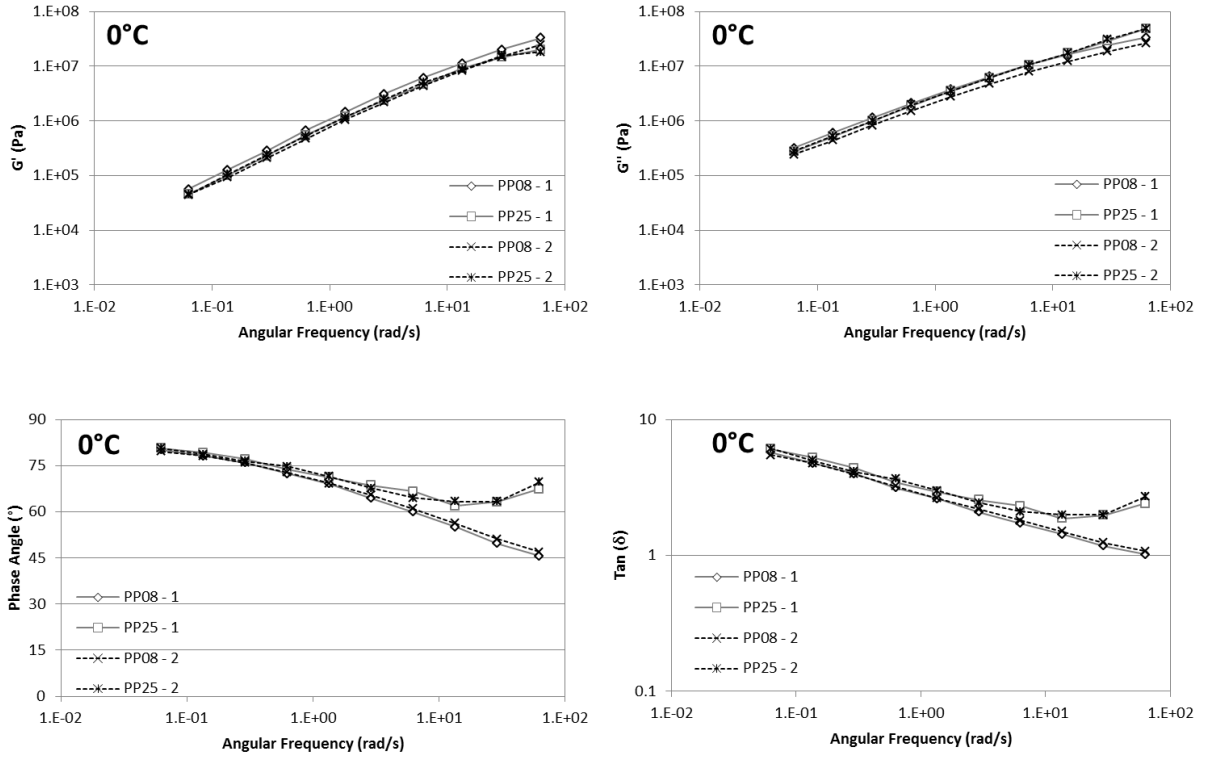 0°C
1.E+08
1.E+07
1.E+06
1.E+05
1.E+04
1.E+03
G' (Pa)
PP08 - 1
PP25 - 1
PP08 - 2
PP25 - 2
1.E-02 1.E-01 1.E+00 1.E+01 1.E+02
Angular Frequency (rad/s)
0°C
1.E+08
1.E+07
1.E+06
1.E+05
1.E+04
1.E+03
G'' (Pa)
PP08 - 1
PP25 - 1
PP08 - 2
PP25 - 2
1.E-02 1.E-01 1.E+00 1.E+01 1.E+02
Angular Frequency (rad/s)
0°C
90
75
60
45
30
15
0
Phase Angle (°)
PP08 - 1
PP25 - 1
PP08 - 2
PP25 - 2
1.E-02 1.E-01 1.E+00 1.E+01 1.E+02
Angular Frequency (rad/s)
0°C
10
1
0.1
Tan (δ)
PP08 - 1
PP25 - 1
PP08 - 2
PP25 - 2
1.E-02 1.E-01 1.E+00 1.E+01 1.E+02
Angular Frequency (rad/s)